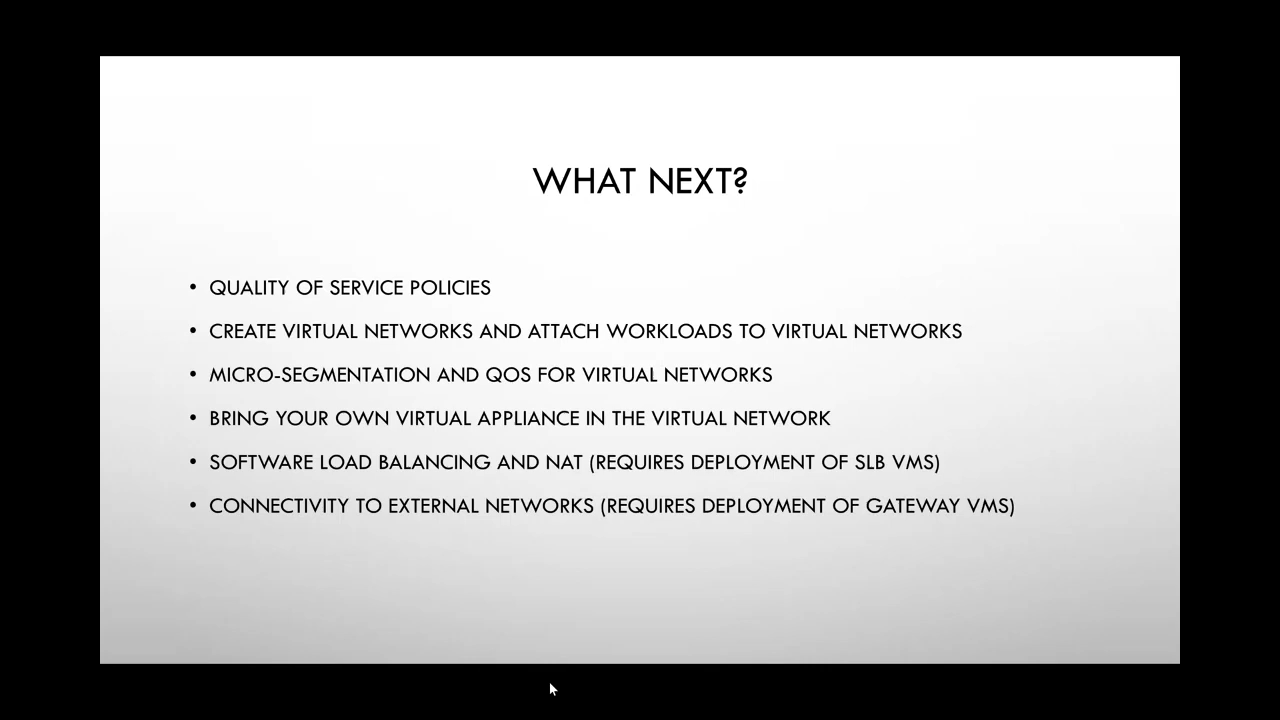 WHAT NEXT?
• QUALITY OF SERVICE POLICIES
• CREATE VIRTUAL NETWORKS AND ATTACH WORKLOADS TO VIRTUAL NETWORKS
• MICRO-SEGMENTATION AND QOS FOR VIRTUAL NETWORKS
• BRING YOUR OWN VIRTUAL APPLIANCE IN THE VIRTUAL NETWORK
• SOFTWARE LOAD BALANCING AND NAT (REQUIRES DEPLOYMENT OF SLB VMS)
• CONNECTIVITY TO EXTERNAL NETWORKS (REQUIRES DEPLOYMENT OF GATEWAY VMS)